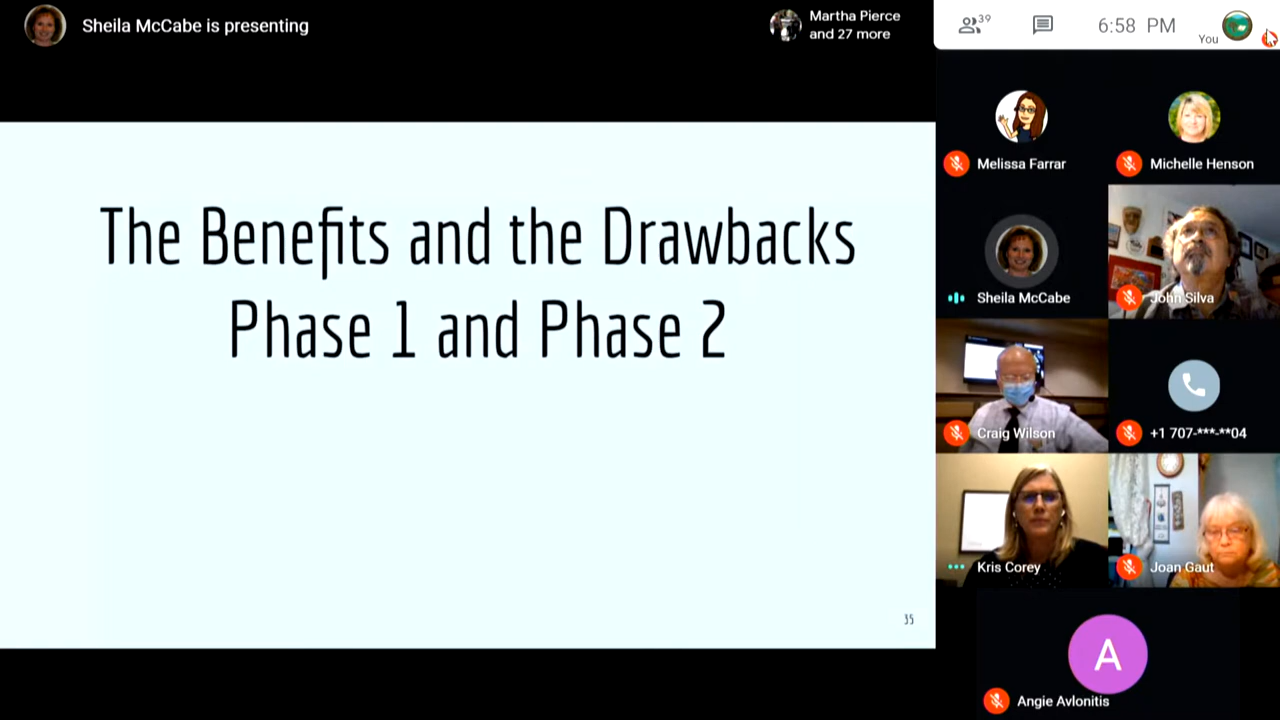 Sheila McCabe is presenting
Martha Pierce
and 27 more
39
6:58 PM
You
The Benefits and the Drawbacks
Phase 1 and Phase 2
35
Melissa Farrar
Michelle Henson
Sheila McCabe
John Silva
Craig Wilson
+1 707-***-**04
Kris Corey
Joan Gaut
A
Angie Avlonitis